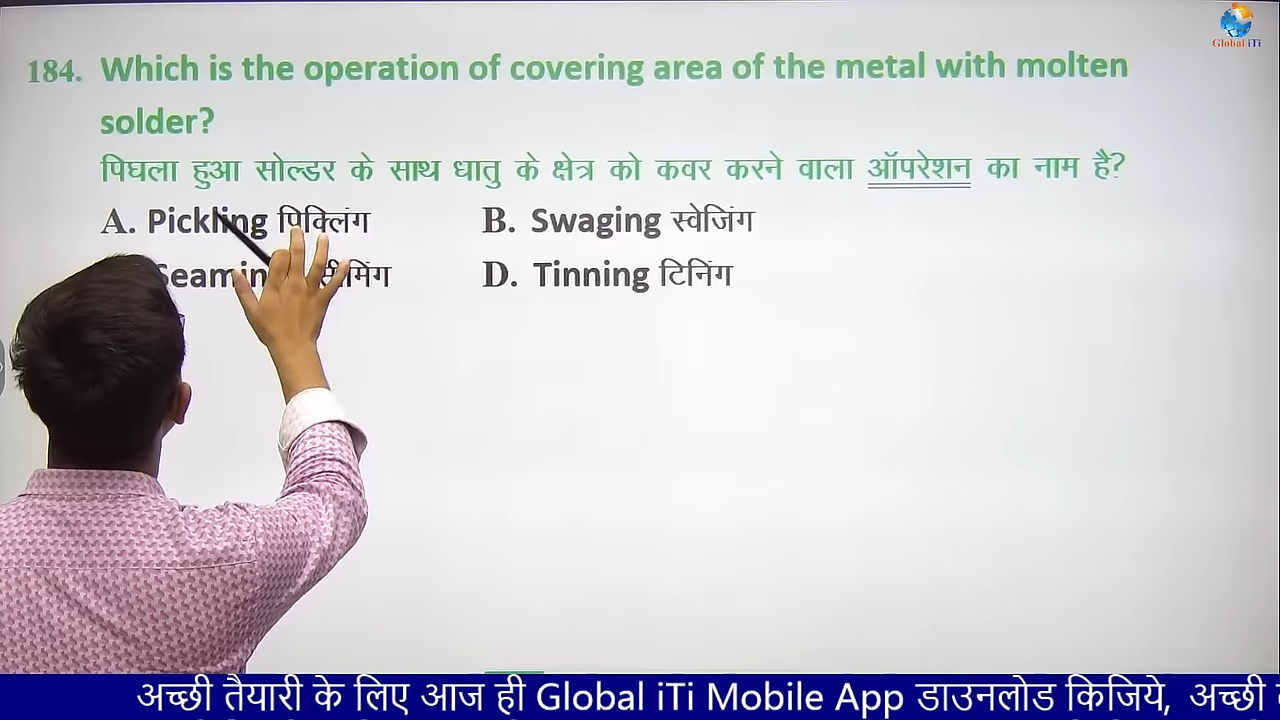 Global iTi
184. Which is the operation of covering area of the metal with molten
solder?
पिघला हुआ सोल्डर के साथ धातु के क्षेत्र को कवर करने वाला ऑपरेशन का नाम है?
A. Pickling पिक्लिंग B. Swaging स्वेजिंग
D. Tinning टिनिंग
अच्छी तैयारी के लिए आज ही Global iTi Mobile App डाउनलोड किजिये, अच्छी